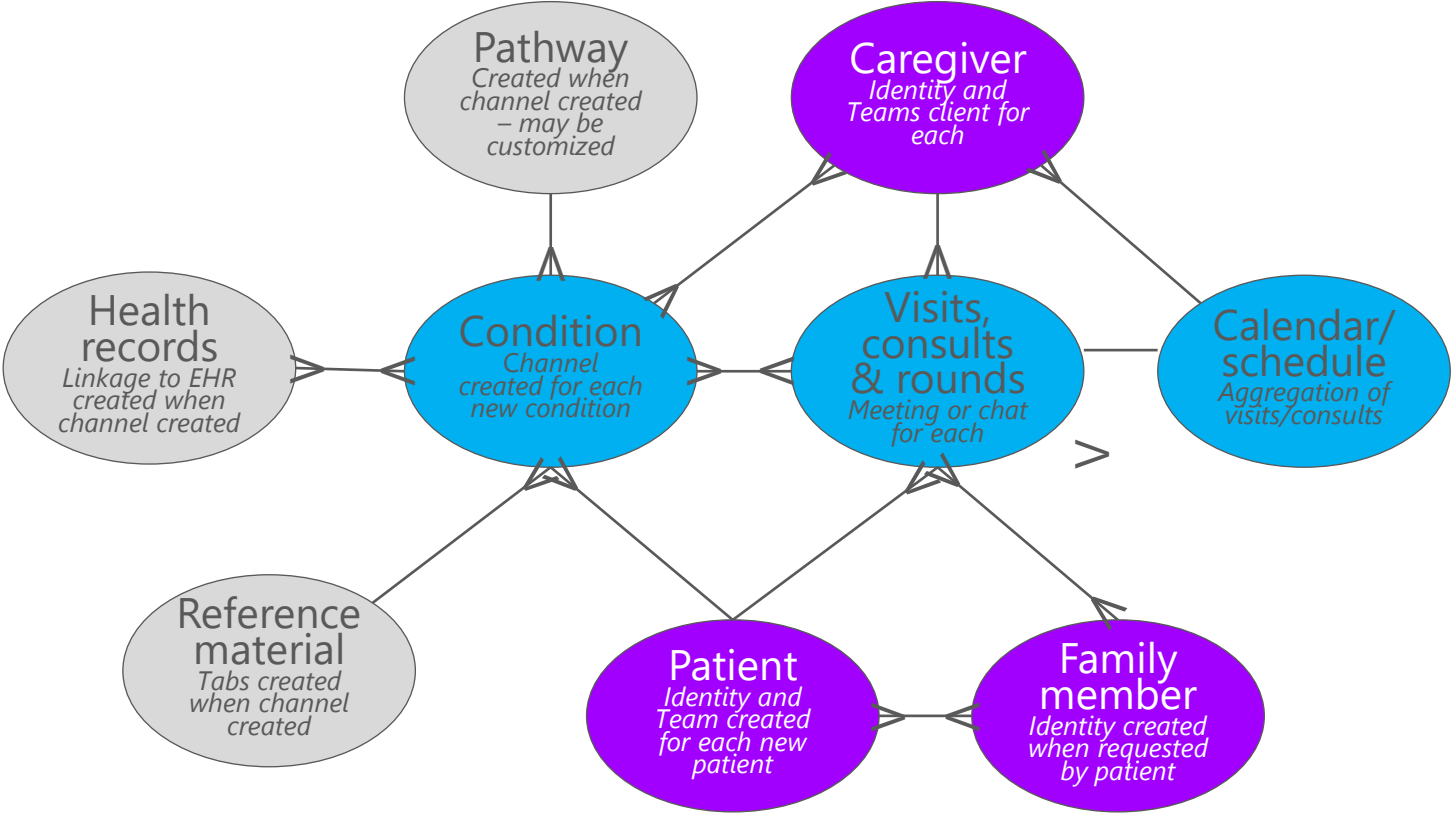 Pathway
Created when
channel created
– may be
customized
Caregiver
Identity and
Teams client for
each
Health
records
Linkage to EHR
created when
channel created
Condition
Channel
created for each
new condition
Visits,
consults
& rounds
Meeting or chat
for each
Calendar/
schedule
Aggregation of
visits/consults
>
Reference
material
Tabs created
when channel
created
Patient
Identity and
Team created
for each new
patient
Family
member
Identity created
when requested
by patient